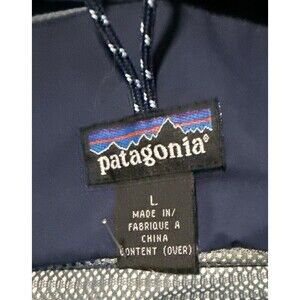 patagonia®
L
MADE IN/
FABRIQUE A
CHINA
CONTENT (OVER)